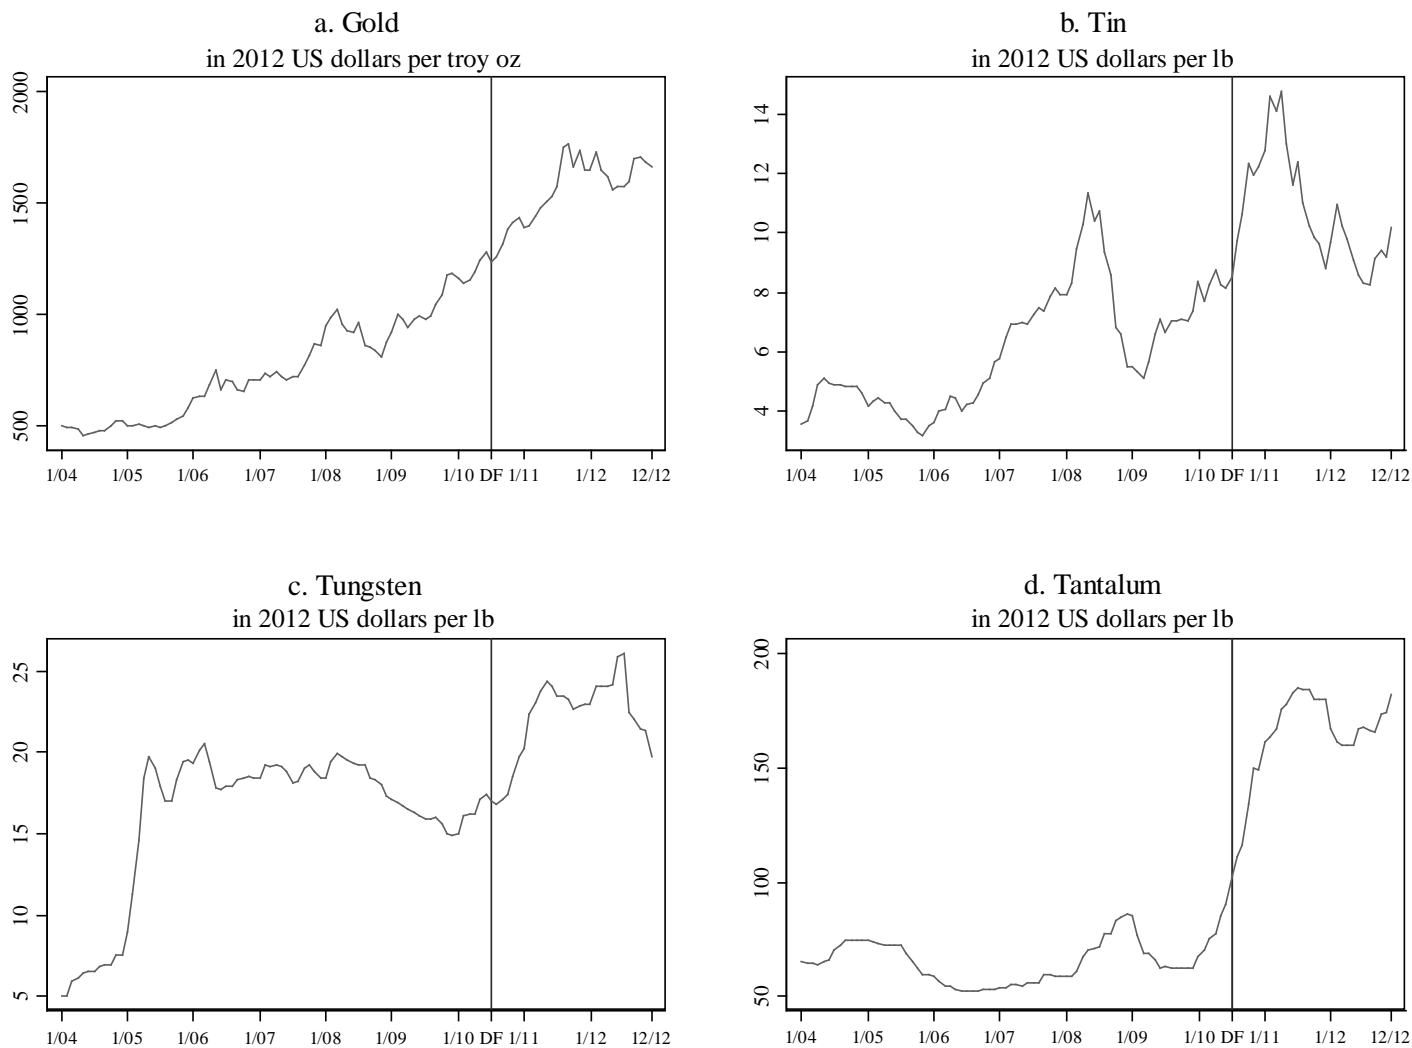 a. Gold
in 2012 US dollars per troy oz
2000
1500
1000
500
1/04 1/05 1/06 1/07 1/08 1/09 1/10 DF 1/11 1/12 12/12
b. Tin
in 2012 US dollars per lb
14
12
10
8
6
4
1/04 1/05 1/06 1/07 1/08 1/09 1/10 DF 1/11 1/12 12/12
c. Tungsten
in 2012 US dollars per lb
25
20
15
10
5
1/04 1/05 1/06 1/07 1/08 1/09 1/10 DF 1/11 1/12 12/12
d. Tantalum
in 2012 US dollars per lb
200
150
100
50
1/04 1/05 1/06 1/07 1/08 1/09 1/10 DF 1/11 1/12 12/12